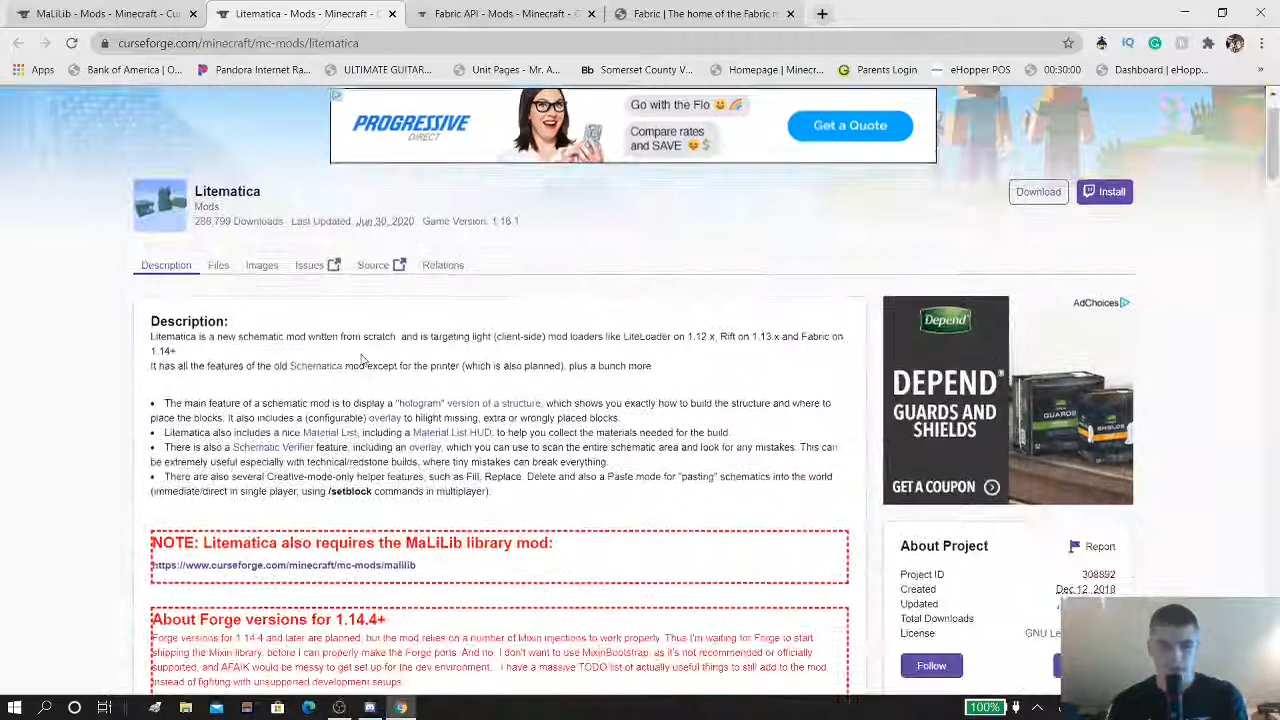 MaLiLib - Mods - Minecraft - Cu
Litematica - Mods - Minecraft - C
Fabric API - Mods - Minecraft -
Fabric | The home of the Fabric m
curseforge.com/minecraft/mc-mods/litematica
Apps
Bank of America | O...
Pandora Internet Ra...
ULTIMATE GUITAR...
Unit Pages - Mr. A...
Bb Somerset County V...
Homepage | Minecr...
Parents Login
eHopper POS
00:30:00
Dashboard | eHopp...
PROGRESSIVE
DIRECT
Go with the Flo
Compare rates
and SAVE
Get a Quote
Litematica
Mods
288,799 Downloads Last Updated: Jun 30, 2020 Game Version: 1.16.1
Download
Install
Description
Files
Images
Issues
Source
Relations
Description:
Litematica is a new schematic mod written from scratch, and is targeting light (client-side) mod loaders like LiteLoader on 1.12.x, Rift on 1.13.x and Fabric on
1.14+
It has all the features of the old Schematica mod except for the printer (which is also planned), plus a bunch more
• The main feature of a schematic mod is to display a "hologram" version of a structure, which shows you exactly how to build the structure and where to
place the blocks. It also includes a (configurable) overlay to hilight missing, extra or wrongly placed blocks.
• Litematica also includes a nice Material List, including a Material List HUD, to help you collect the materials needed for the build.
• There is also a Schematic Verifier feature, including an overlay, which you can use to scan the entire schematic area and look for any mistakes. This can
be extremely useful especially with technical/redstone builds, where tiny mistakes can break everything.
• There are also several Creative-mode-only helper features, such as Fill, Replace, Delete and also a Paste mode for "pasting" schematics into the world
(immediate/direct in single player, using /setblock commands in multiplayer).
NOTE: Litematica also requires the MaLiLib library mod:
https://www.curseforge.com/minecraft/mc-mods/malilib
About Forge versions for 1.14.4+
Forge versions for 1.14.4 and later are planned, but the mod relies on a number of Mixin injections to work properly. Thus I'm waiting for Forge to start
shipping the Mixin library, before I can properly make the Forge ports. And no, I don't want to use MixinBootstrap, as it's not recommended or officially
supported, and AFAIK would be messy to get set up for the dev environment. I have a massive TODO list of actually useful things to still add to the mod
instead of fighting with unsupported development setups.
AdChoices
Depend
DEPEND®
GUARDS AND
SHIELDS
GET A COUPON
GUARDS
SHIELDS
About Project
Report
Project ID 308892
Created Dec 12, 2018
Updated
Total Downloads
License GNU Le
Follow
100%